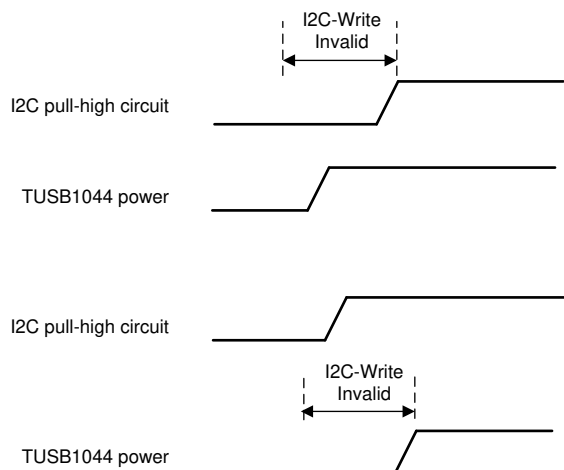 I2C-Write
Invalid
I2C pull-high circuit
TUSB1044 power
I2C pull-high circuit
I2C-Write
Invalid
TUSB1044 power